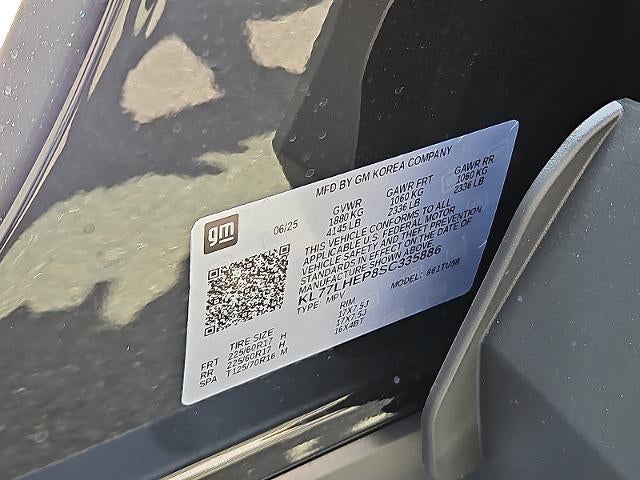 MFD BY GM KOREA COMPANY
gm
06/25
GVWR GAWR FRT GAWR RR
1880 KG 1060 KG 1060 KG
4145 LB 2336 LB 2336 LB
THIS VEHICLE CONFORMS TO ALL
APPLICABLE U.S. FEDERAL MOTOR
VEHICLE SAFETY AND THEFT PREVENTION
STANDARDS IN EFFECT ON THE DATE OF
MANUFACTURE SHOWN ABOVE.
KL77LHEP8SC335886
TYPE: MPV MODEL: 661TU58
TIRE SIZE RIM
FRT 225/60R17 H 17X7.5J
RR 225/60R17 H 17X7.5J
SPA T125/70R16 M 16X4BT